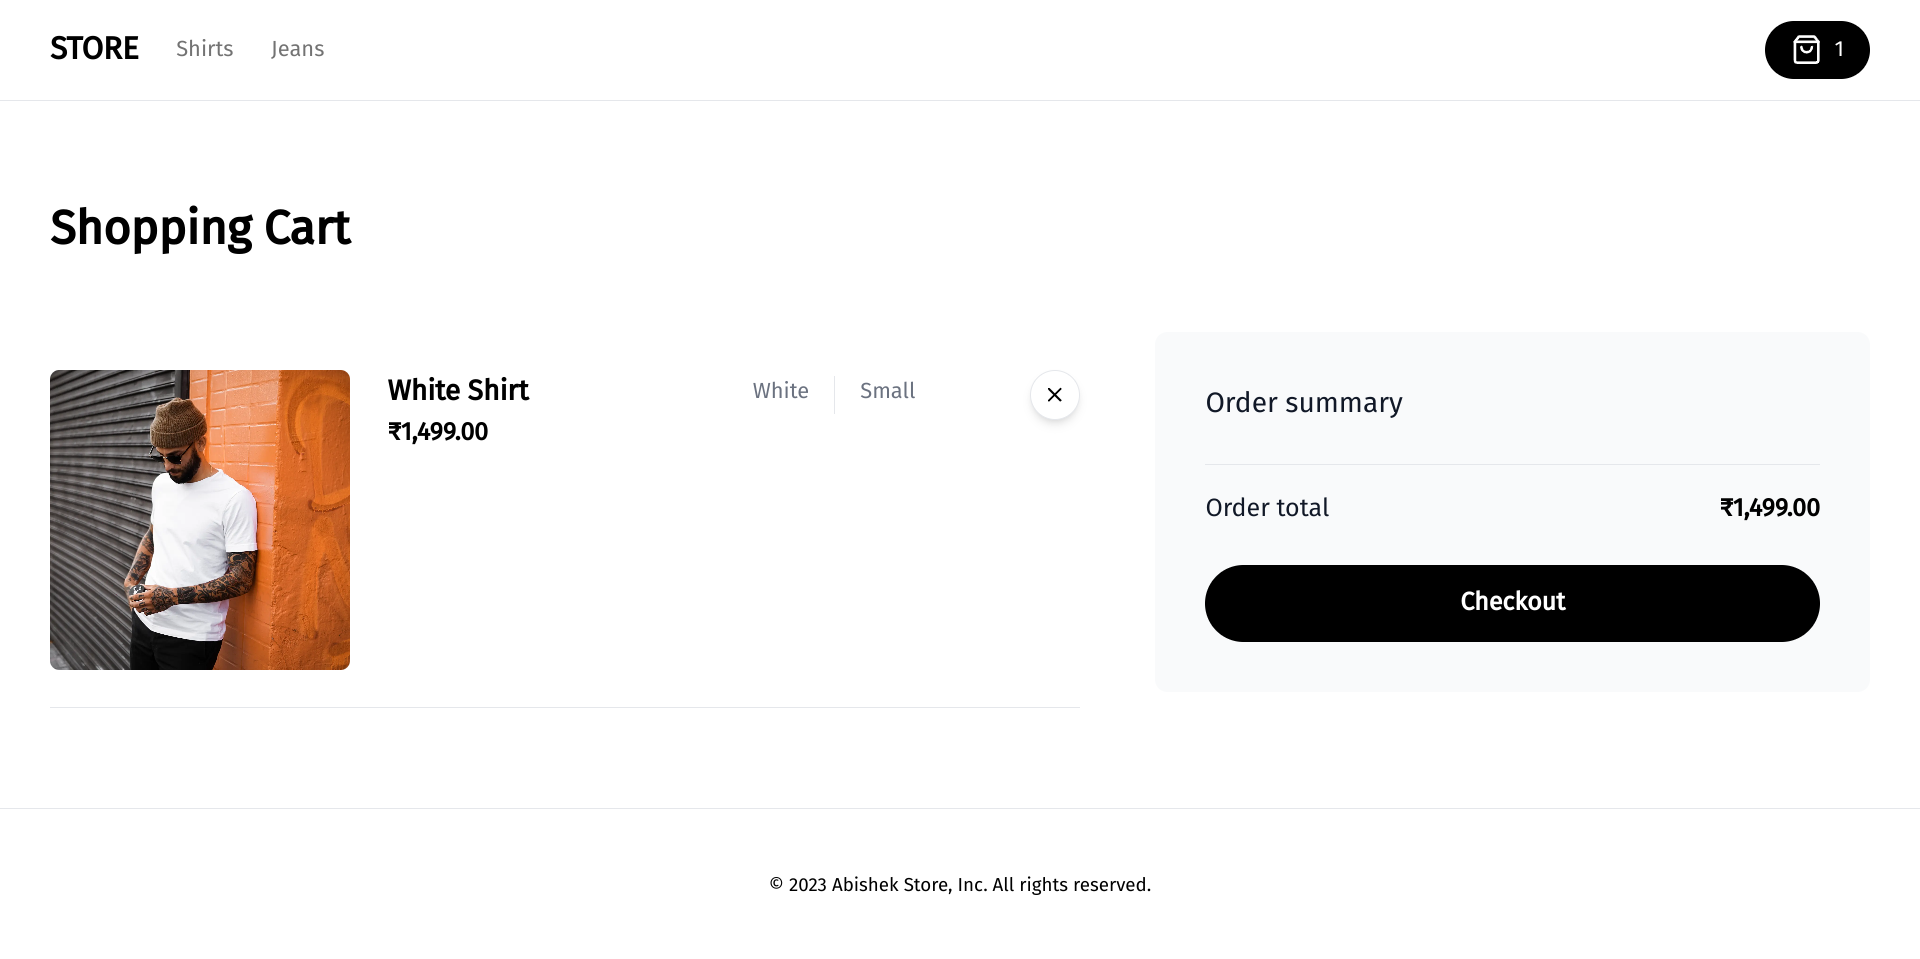 STORE Shirts Jeans 1
Shopping Cart
White Shirt White Small
₹1,499.00
Order summary
Order total ₹1,499.00
Checkout
© 2023 Abishek Store, Inc. All rights reserved.